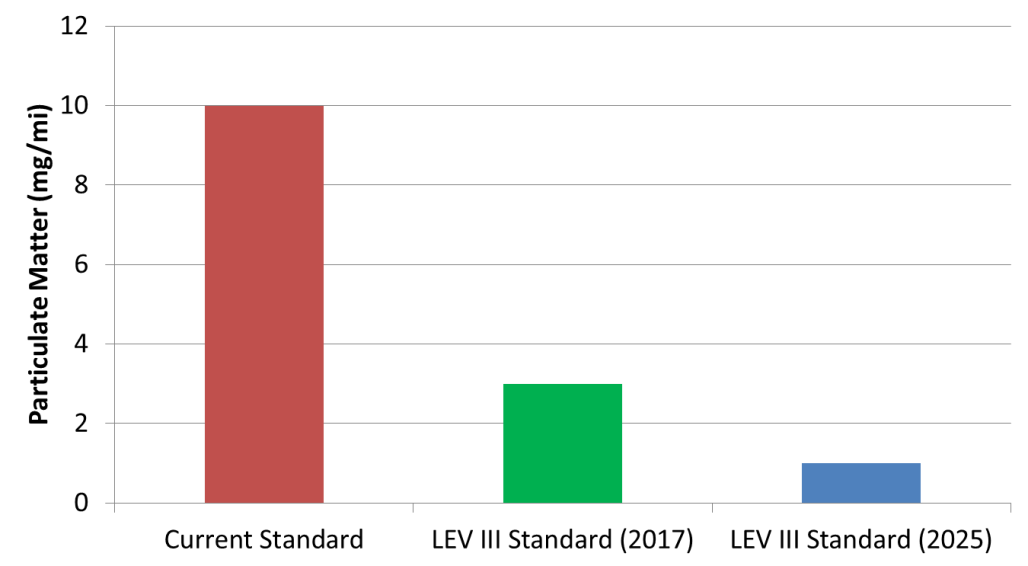 12
10
8
6
4
2
0
Particulate Matter (mg/mi)
Current Standard
LEV III Standard (2017)
LEV III Standard (2025)